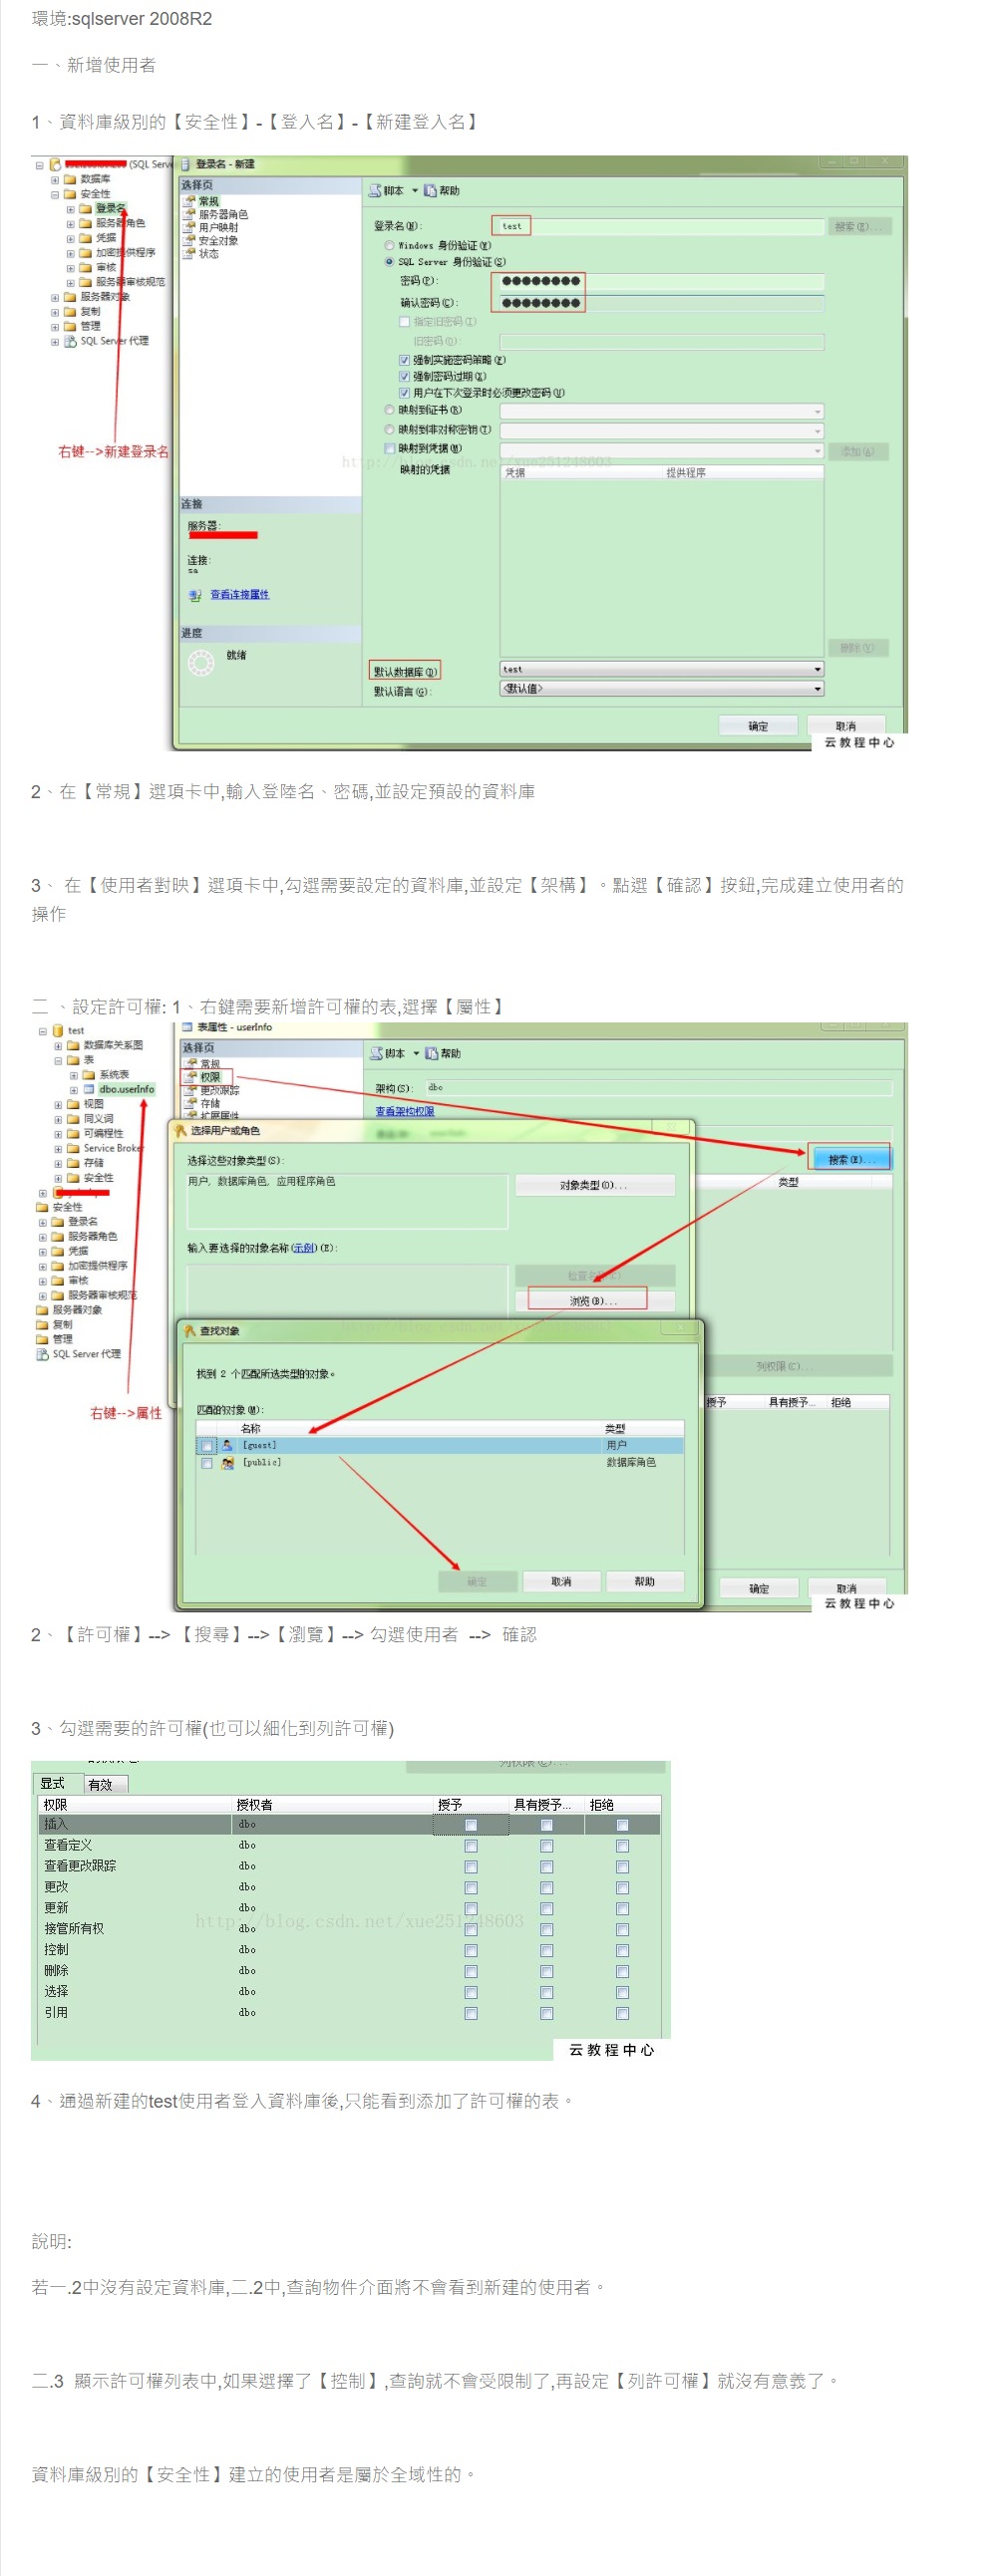 環境:sqlserver 2008R2
一、新增使用者
1、資料庫級別的【安全性】-【登入名】-【新建登入名】
(SQL Serve
数据库
安全性
登录名
服务器角色
凭据
加密提供程序
审核
服务器审核规范
服务器对象
复制
管理
SQL Server 代理
右键-->新建登录名
登录名 - 新建
选择页
常规
服务器角色
用户映射
安全对象
状态
脚本
帮助
登录名(N):
test
搜索(E)...
Windows 身份验证(W)
SQL Server 身份验证(S)
密码(P):
●●●●●●●●
确认密码(C):
●●●●●●●●
指定旧密码(I)
旧密码(O):
强制实施密码策略(F)
强制密码过期(X)
用户在下次登录时必须更改密码(U)
映射到证书(R)
映射到非对称密钥(T)
映射到凭据(M)
添加(A)
映射的凭据
凭据
提供程序
http://blog.csdn.net/xue251248603
连接
服务器:
连接:
sa
查看连接属性
进度
就绪
删除(V)
默认数据库(D)
test
默认语言(G):
<默认值>
确定
取消
云教程中心
2、在【常規】選項卡中,輸入登陸名、密碼,並設定預設的資料庫
3、 在【使用者對映】選項卡中,勾選需要設定的資料庫,並設定【架構】。點選【確認】按鈕,完成建立使用者的
操作
二 、設定許可權: 1、右鍵需要新增許可權的表,選擇【屬性】
test
数据库关系图
表
系统表
dbo.userInfo
视图
同义词
可编程性
Service Broker
存储
安全性
安全性
登录名
服务器角色
凭据
加密提供程序
审核
服务器审核规范
服务器对象
复制
管理
SQL Server 代理
右键-->属性
表属性 - userInfo
选择页
常规
权限
更改跟踪
存储
扩展属性
脚本
帮助
架构(S):
dbo
查看架构权限
搜索(E)...
类型
选择用户或角色
选择这些对象类型(S):
用户, 数据库角色, 应用程序角色
对象类型(O)...
输入要选择的对象名称(示例)(E):
检查名称(C)
浏览(B)...
查找对象
找到 2 个匹配所选类型的对象。
匹配的对象(M):
名称
类型
[guest]
用户
[public]
数据库角色
确定
取消
帮助
列权限(C)...
授予
具有授予...
拒绝
确定
取消
云教程中心
2、【許可權】--> 【搜尋】-->【瀏覽】--> 勾選使用者 --> 確認
3、勾選需要的許可權(也可以細化到列許可權)
列权限(C)...
显式
有效
权限
授权者
授予
具有授予...
拒绝
插入 dbo
查看定义 dbo
查看更改跟踪 dbo
更改 dbo
更新 dbo
接管所有权 dbo
控制 dbo
删除 dbo
选择 dbo
引用 dbo
http://blog.csdn.net/xue251248603
云教程中心
4、通過新建的test使用者登入資料庫後,只能看到添加了許可權的表。
說明:
若一.2中沒有設定資料庫,二.2中,查詢物件介面將不會看到新建的使用者。
二.3 顯示許可權列表中,如果選擇了【控制】,查詢就不會受限制了,再設定【列許可權】就沒有意義了。
資料庫級別的【安全性】建立的使用者是屬於全域性的。